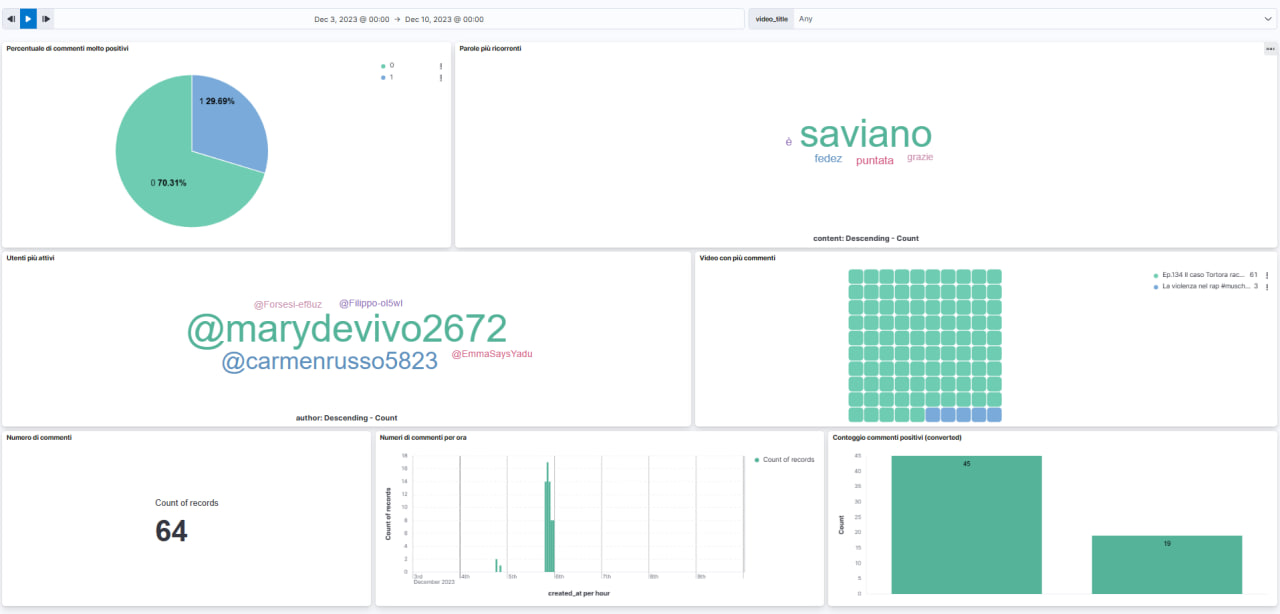 Dec 3, 2023 @ 00:00 → Dec 10, 2023 @ 00:00
video_title Any
Percentuale di commenti molto positivi
0
1
1 29.69%
0 70.31%
Parole più ricorrenti
è saviano
fedez puntata grazie
content: Descending - Count
Utenti più attivi
@Forsesi-ef8uz @Filippo-ol5wl
@marydevivo2672
@carmenrusso5823 @EmmaSaysYadu
author: Descending - Count
Video con più commenti
Ep.134 Il caso Tortora rac... 61
La violenza nel rap #musch... 3
Numero di commenti
Count of records
64
Numeri di commenti per ora
Count of records
18
16
14
12
10
8
6
4
2
0
3rd 4th 5th 6th 7th 8th 9th
December 2023
created_at per hour
Count of records
Conteggio commenti positivi (converted)
Count
45
40
35
30
25
20
15
10
5
0
45
19